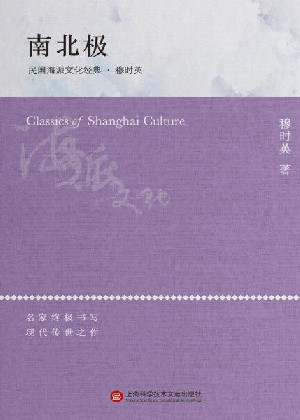 南北极
民国海派文化经典·穆时英
Classics of Shanghai Culture
穆时英 著
海派
文化
名家终极书写
现代传世之作
上海科学技术文献出版社